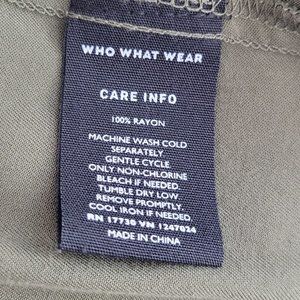 WHO WHAT WEAR
CARE INFO
100% RAYON
MACHINE WASH COLD
SEPARATELY.
GENTLE CYCLE.
ONLY NON-CHLORINE
BLEACH IF NEEDED.
TUMBLE DRY LOW.
REMOVE PROMPTLY.
COOL IRON IF NEEDED.
RN 17730 VN 1247024
MADE IN CHINA